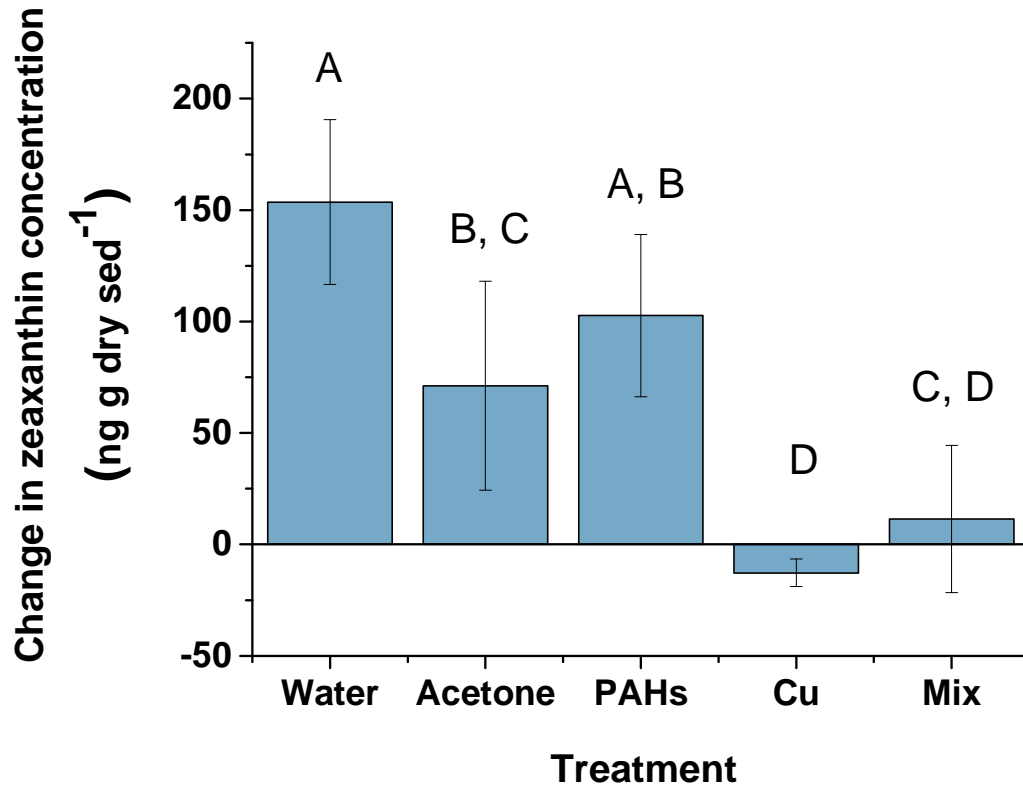 Change in zeaxanthin concentration
(ng g dry sed⁻¹)
200
150
100
50
0
-50
A
B, C
A, B
D
C, D
Water Acetone PAHs Cu Mix
Treatment